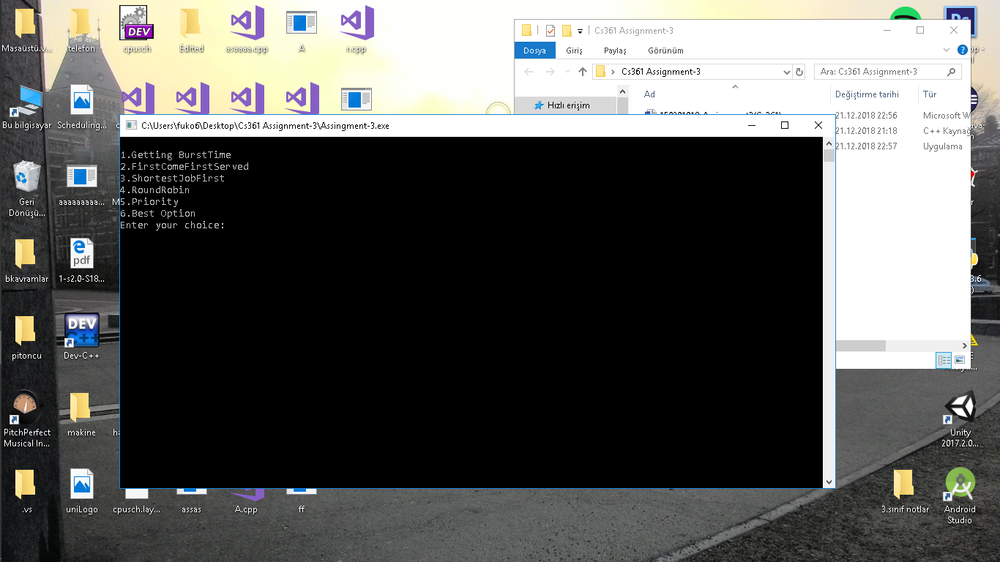 Masaüstü.v...
telefon
cpusch
Edited
asaaaa.cpp
A
r.cpp
Cs361 Assignment-3
Dosya
Giriş
Paylaş
Görünüm
Cs361 Assignment-3
Ara: Cs361 Assignment-3
Ad
Değiştirme tarihi
Tür
Hızlı erişim
21.12.2018 22:56
Microsoft W
21.12.2018 21:18
C++ Kaynağ
21.12.2018 22:57
Uygulama
Bu bilgisayar
Scheduling...
C:\Users\fuko6\Desktop\Cs361 Assignment-3\Assingment-3.exe
1.Getting BurstTime
2.FirstComeFirstServed
3.ShortestJobFirst
4.RoundRobin
5.Priority
6.Best Option
Enter your choice:
Geri
Dönüşü...
aaaaaaaaa...
bkavramlar
1-s2.0-S18...
pitoncu
Dev-C++
PitchPerfect
Musical In...
makine
Unity
2017.2.0...
.vs
uniLogo
cpusch.lay...
assas
A.cpp
ff
3.sınıf notlar
Android
Studio
DEV
pdf
DEV
C++